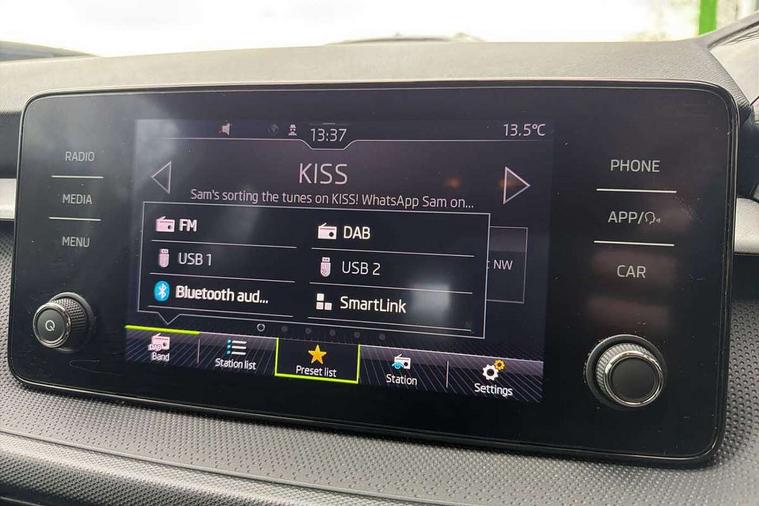 RADIO
MEDIA
MENU
13:37
13.5°C
KISS
Sam's sorting the tunes on KISS! WhatsApp Sam on...
FM
DAB
USB 1
USB 2
: NW
Bluetooth aud...
SmartLink
Band
Station list
Preset list
Station
Settings
PHONE
APP/
CAR